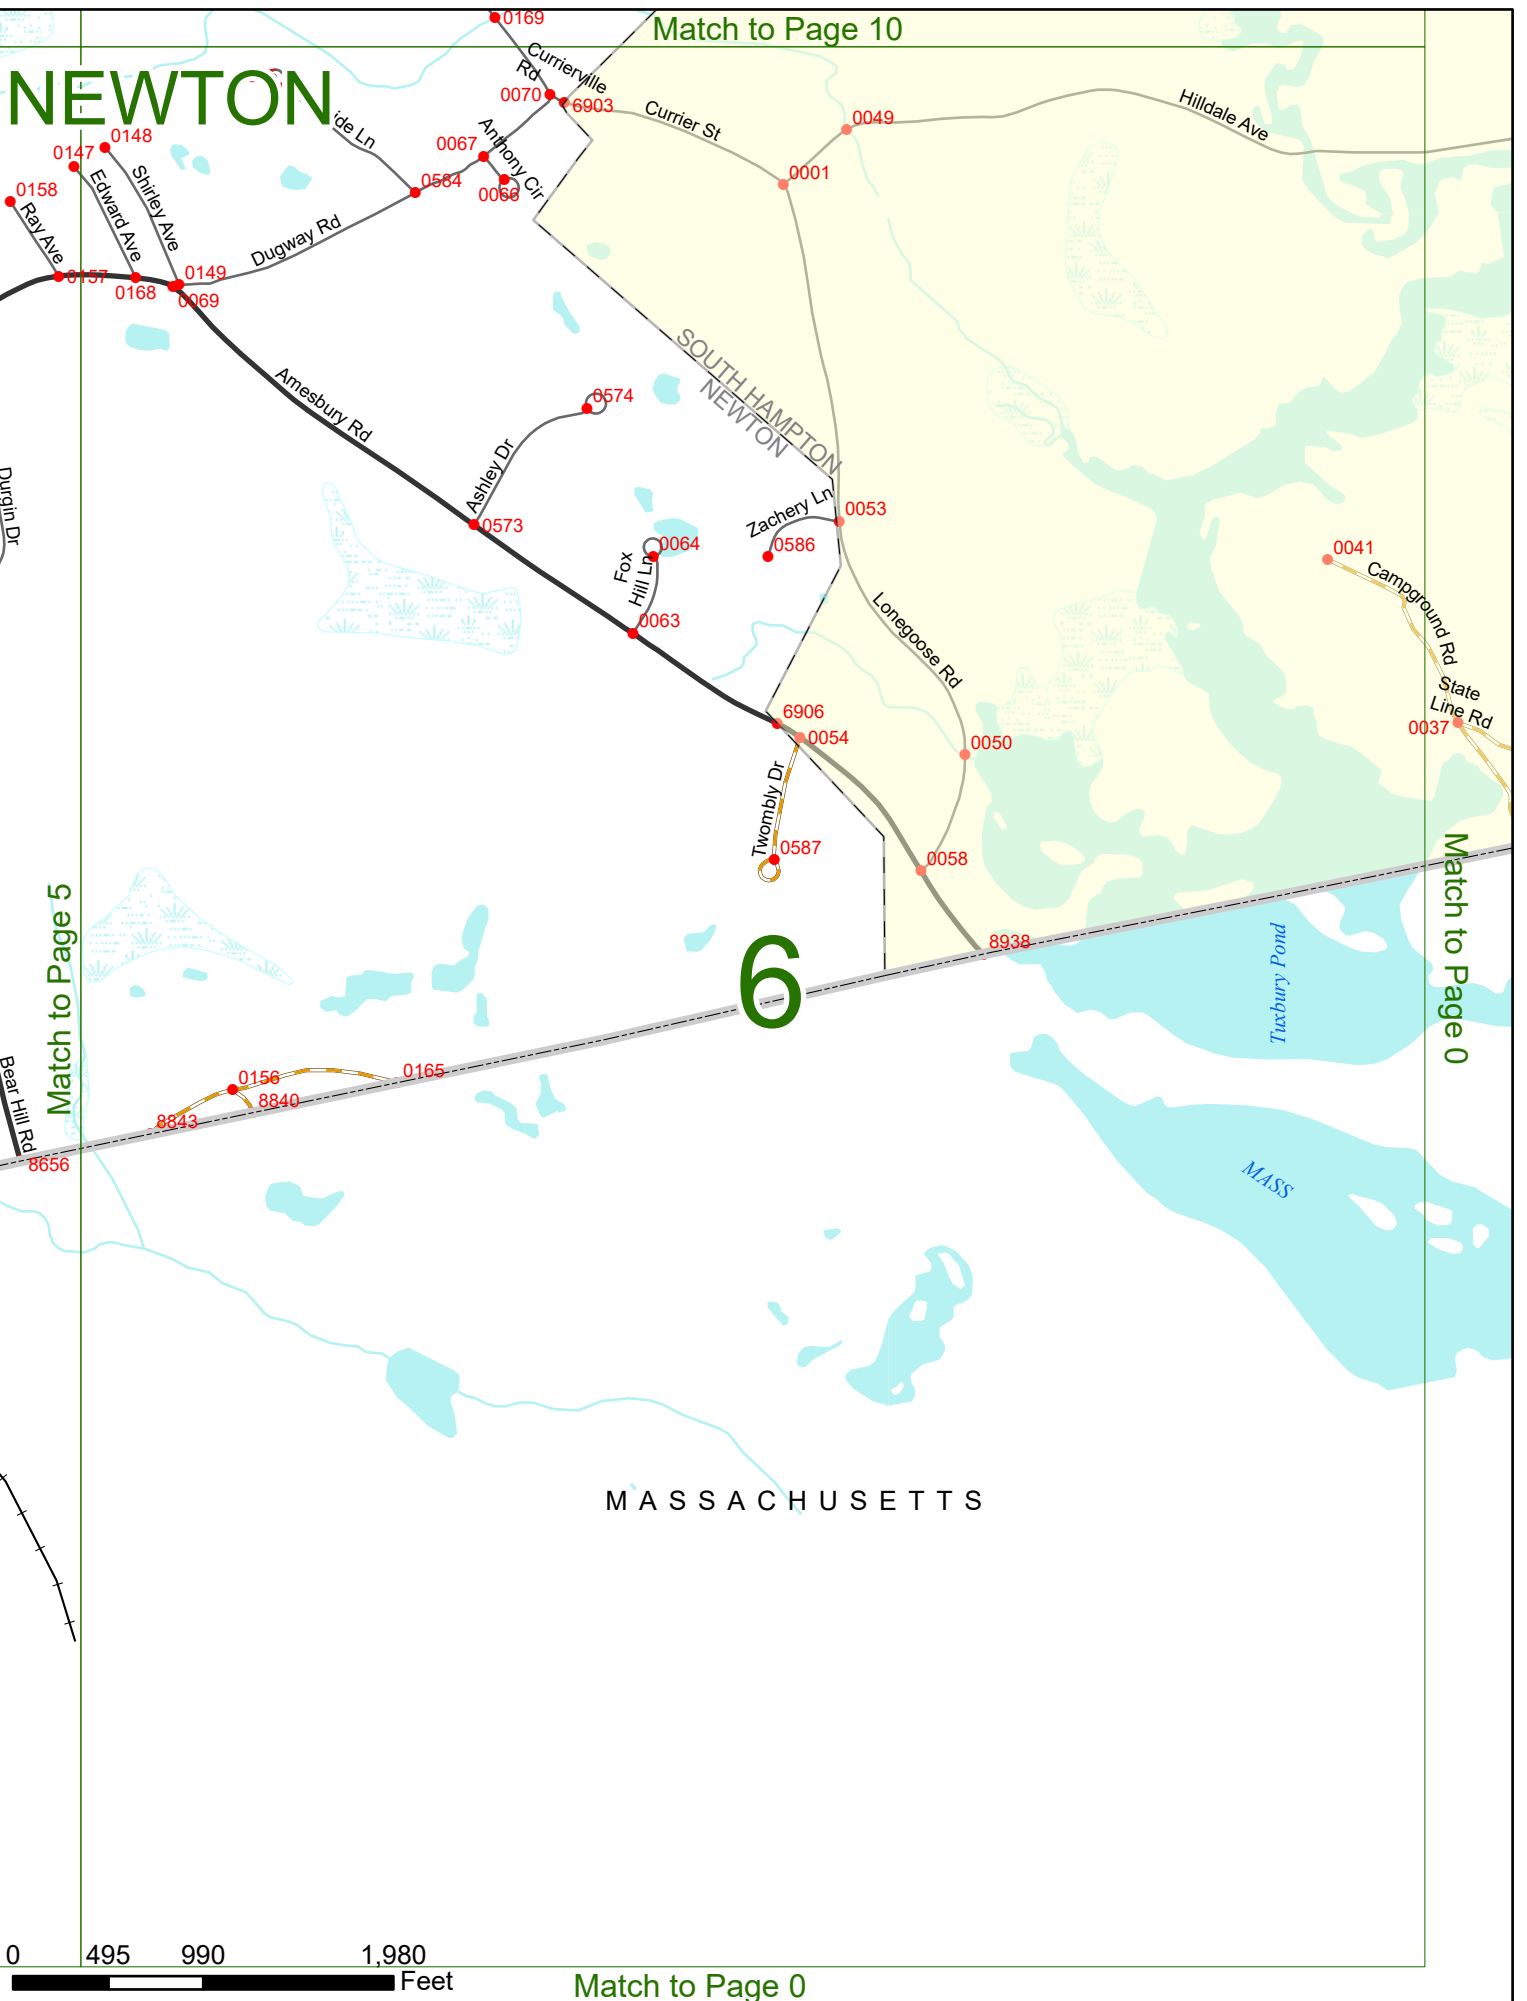 Match to Page 10
NEWTON
0169
Currierville
Rd
0070
6903
Currier St
0049
Hilldale Ave
0148
0147
ide Ln
0067
Anthony Cir
0066
0584
0001
0158
Ray Ave
Edward Ave
Shirley Ave
Dugway Rd
0157
0168
0149
0069
SOUTH HAMPTON
NEWTON
Amesbury Rd
0574
Ashley Dr
0573
Durgin Dr
Zachery Ln
0053
0586
Fox
Hill Ln
0064
0063
0041
Campground Rd
Lonegoose Rd
State
Line Rd
0037
6906
0054
0050
Twombly Dr
0587
0058
8938
Match to Page 5
Match to Page 0
6
Tuxbury Pond
MASS
Bear Hill Rd
0156
0165
8840
8843
8656
MASSACHUSETTS
0 495 990 1,980
Feet
Match to Page 0